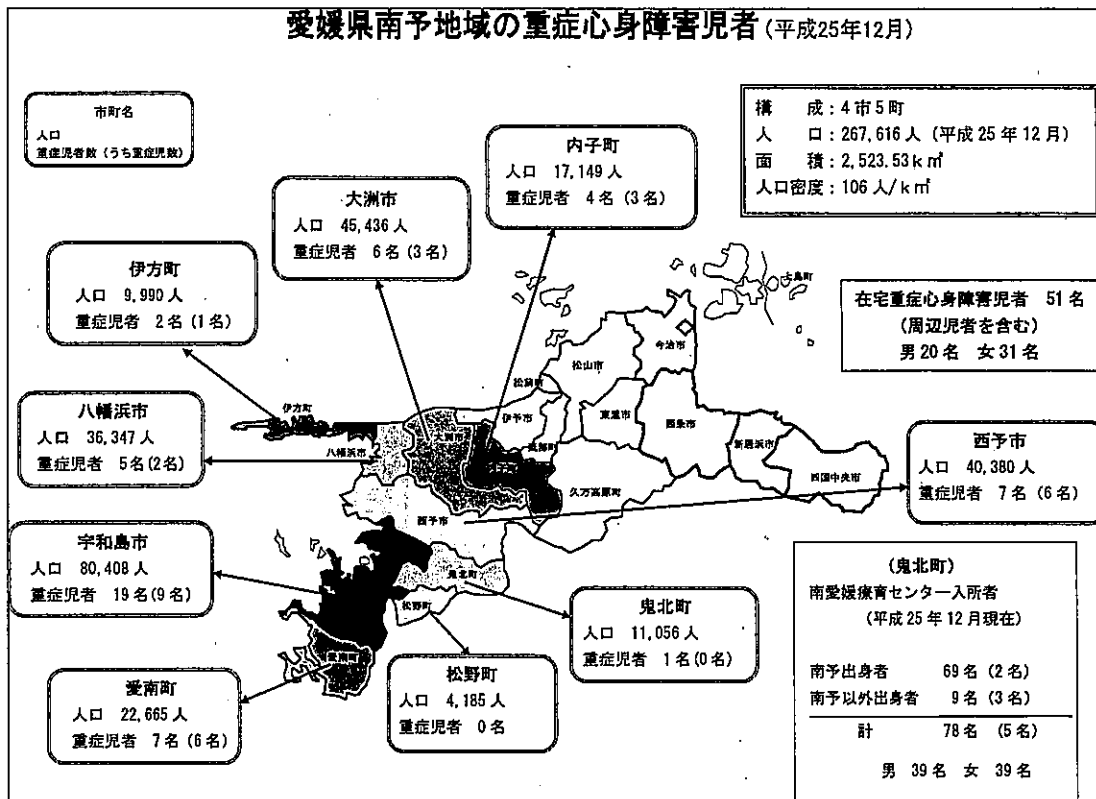 愛媛県南予地域の重症心身障害児者 (平成25年12月)
市町名
人口
重症児者数 (うち重症児数)
構　成：4市5町
人　口：267,616人 (平成25年12月)
面　積：2,523.53k㎡
人口密度：106人/k㎡
内子町
人口 17,149人
重症児者 4名 (3名)
大洲市
人口 45,436人
重症児者 6名 (3名)
伊方町
人口 9,990人
重症児者 2名 (1名)
在宅重症心身障害児者 51名
(周辺児者を含む)
男20名 女31名
八幡浜市
人口 36,347人
重症児者 5名(2名)
西予市
人口 40,380人
重症児者 7名 (6名)
宇和島市
人口 80,408人
重症児者 19名(9名)
鬼北町
人口 11,056人
重症児者 1名(0名)
松野町
人口 4,185人
重症児者 0名
愛南町
人口 22,665人
重症児者 7名 (6名)
(鬼北町)
南愛媛療育センター入所者
(平成25年12月現在)
南予出身者 69名 (2名)
南予以外出身者 9名 (3名)
計 78名 (5名)
男 39名 女 39名
上島町
今治市
松山市
松前町
伊予市
東温市
西条市
新居浜市
四国中央市
砥部町
久万高原町
伊方町
八幡浜市
大洲市
西予市
鬼北町
松野町
愛南町